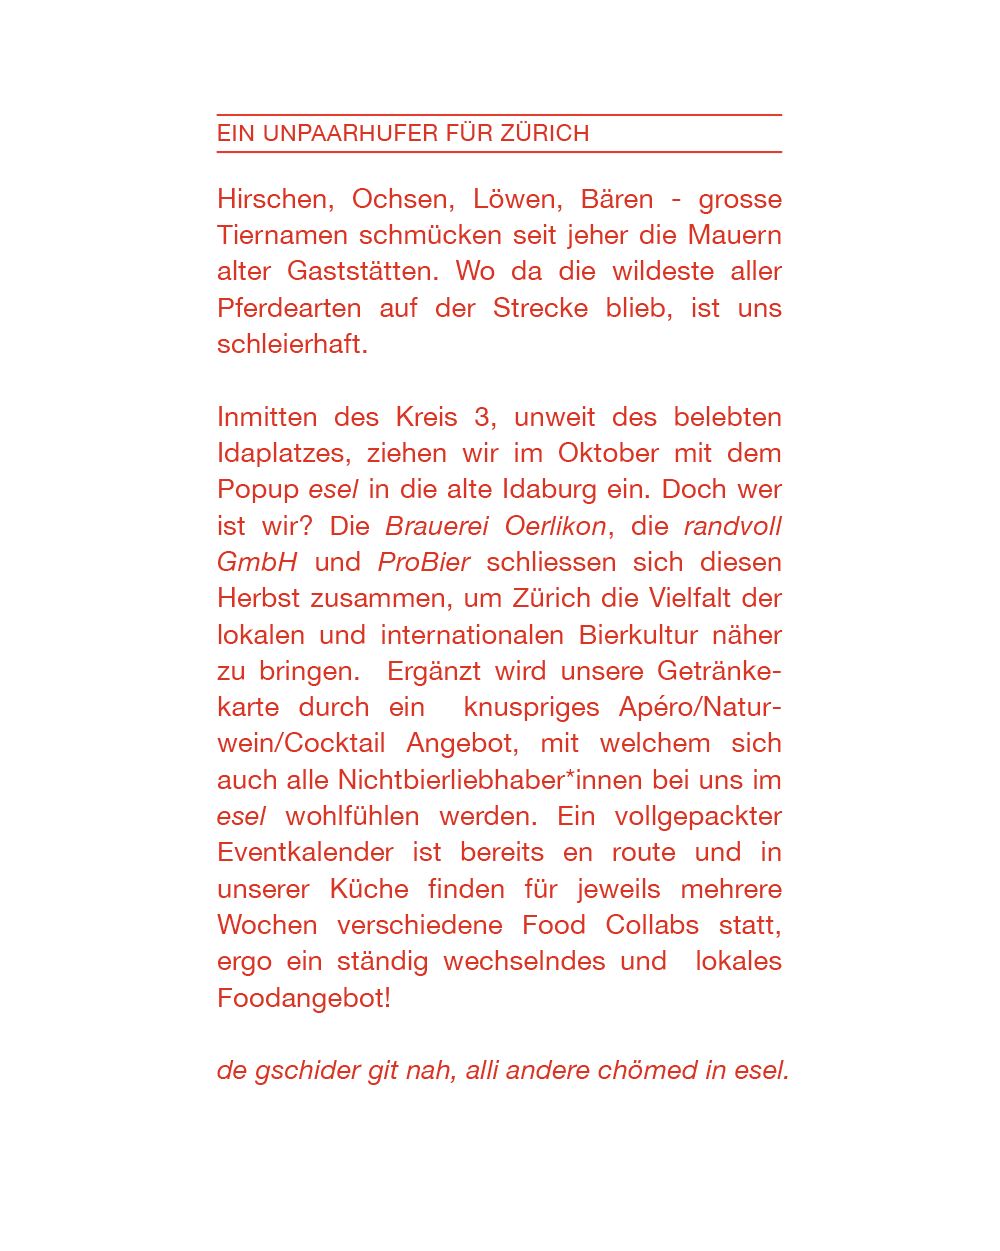 EIN UNPAARHUFER FÜR ZÜRICH
Hirschen, Ochsen, Löwen, Bären - grosse
Tiernamen schmücken seit jeher die Mauern
alter Gaststätten. Wo da die wildeste aller
Pferdearten auf der Strecke blieb, ist uns
schleierhaft.
Inmitten des Kreis 3, unweit des belebten
Idaplatzes, ziehen wir im Oktober mit dem
Popup esel in die alte Idaburg ein. Doch wer
ist wir? Die Brauerei Oerlikon, die randvoll
GmbH und ProBier schliessen sich diesen
Herbst zusammen, um Zürich die Vielfalt der
lokalen und internationalen Bierkultur näher
zu bringen.  Ergänzt wird unsere Getränke-
karte durch ein  knuspriges Apéro/Natur-
wein/Cocktail Angebot, mit welchem sich
auch alle Nichtbierliebhaber*innen bei uns im
esel wohlfühlen werden. Ein vollgepackter
Eventkalender ist bereits en route und in
unserer Küche finden für jeweils mehrere
Wochen verschiedene Food Collabs statt,
ergo ein ständig wechselndes und  lokales
Foodangebot!
de gschider git nah, alli andere chömed in esel.